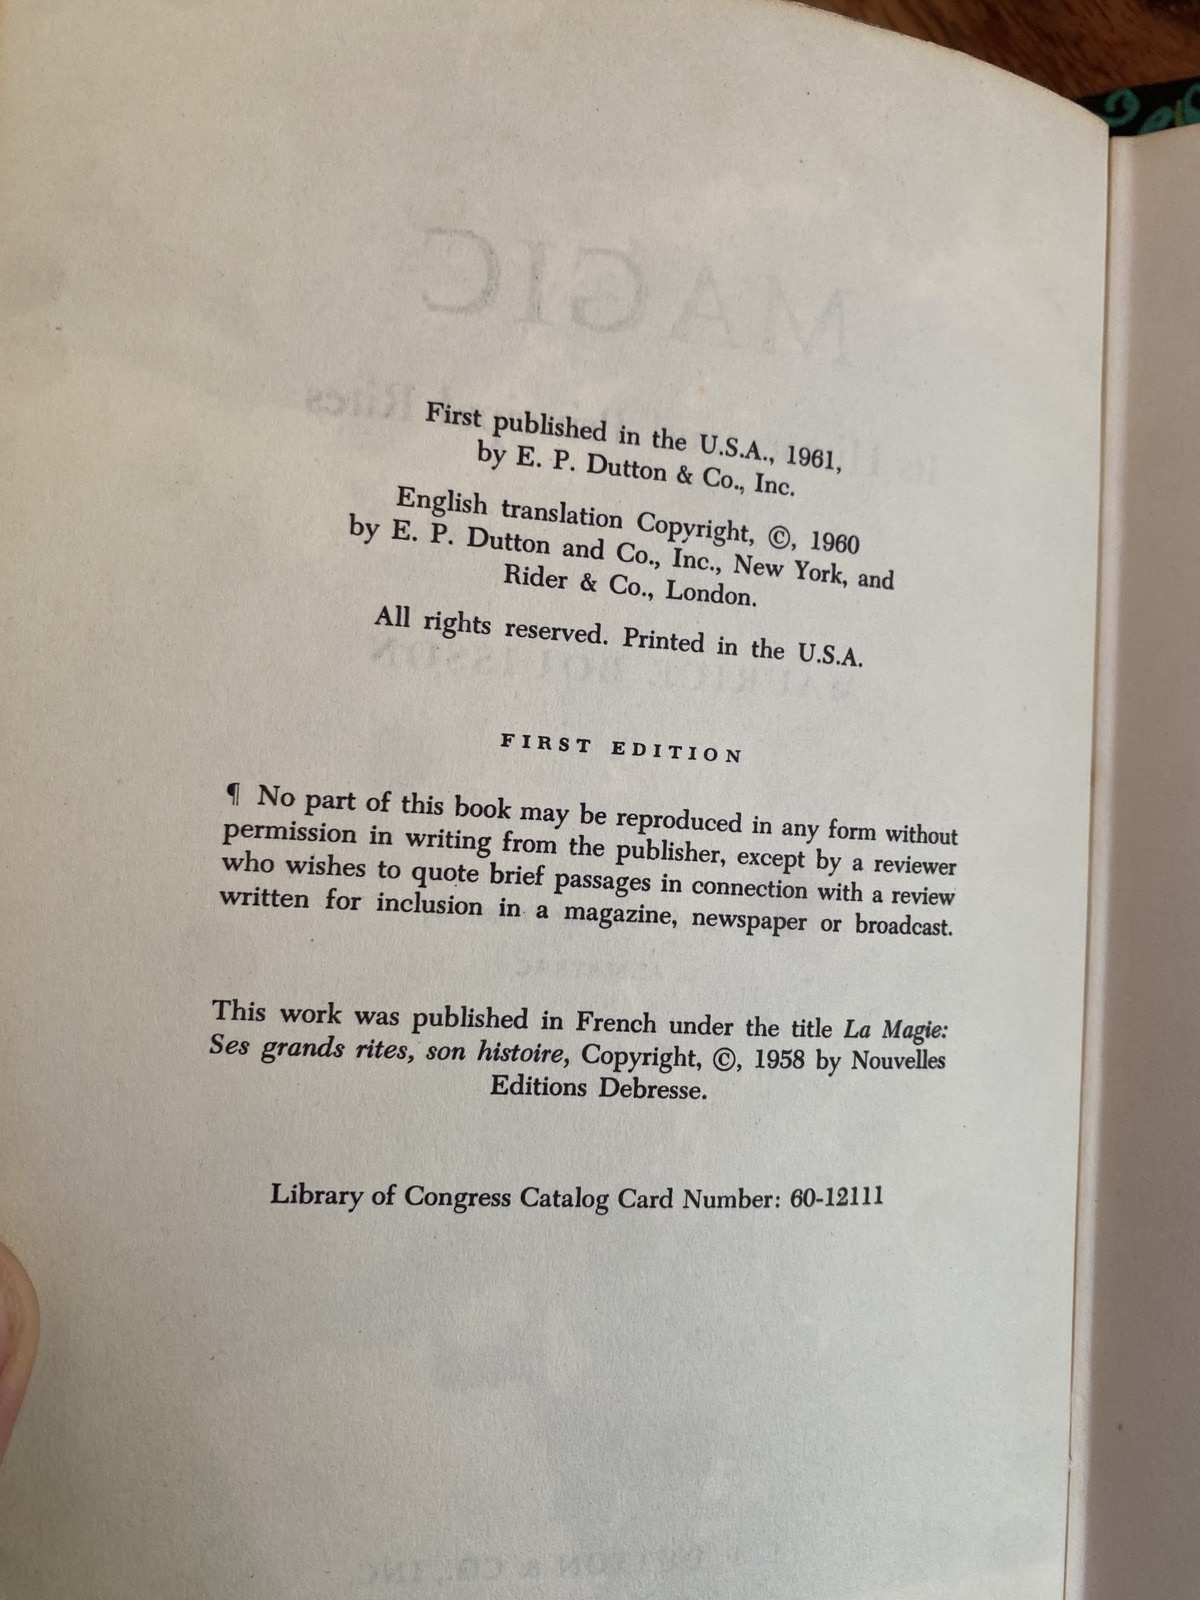 MAGIC
Rites
First published in the U.S.A., 1961,
by E. P. Dutton & Co., Inc.
English translation Copyright, ©, 1960
by E. P. Dutton and Co., Inc., New York, and
Rider & Co., London.
All rights reserved. Printed in the U.S.A.
FIRST EDITION
¶ No part of this book may be reproduced in any form without
permission in writing from the publisher, except by a reviewer
who wishes to quote brief passages in connection with a review
written for inclusion in a magazine, newspaper or broadcast.
This work was published in French under the title La Magie:
Ses grands rites, son histoire, Copyright, ©, 1958 by Nouvelles
Editions Debresse.
Library of Congress Catalog Card Number: 60-12111